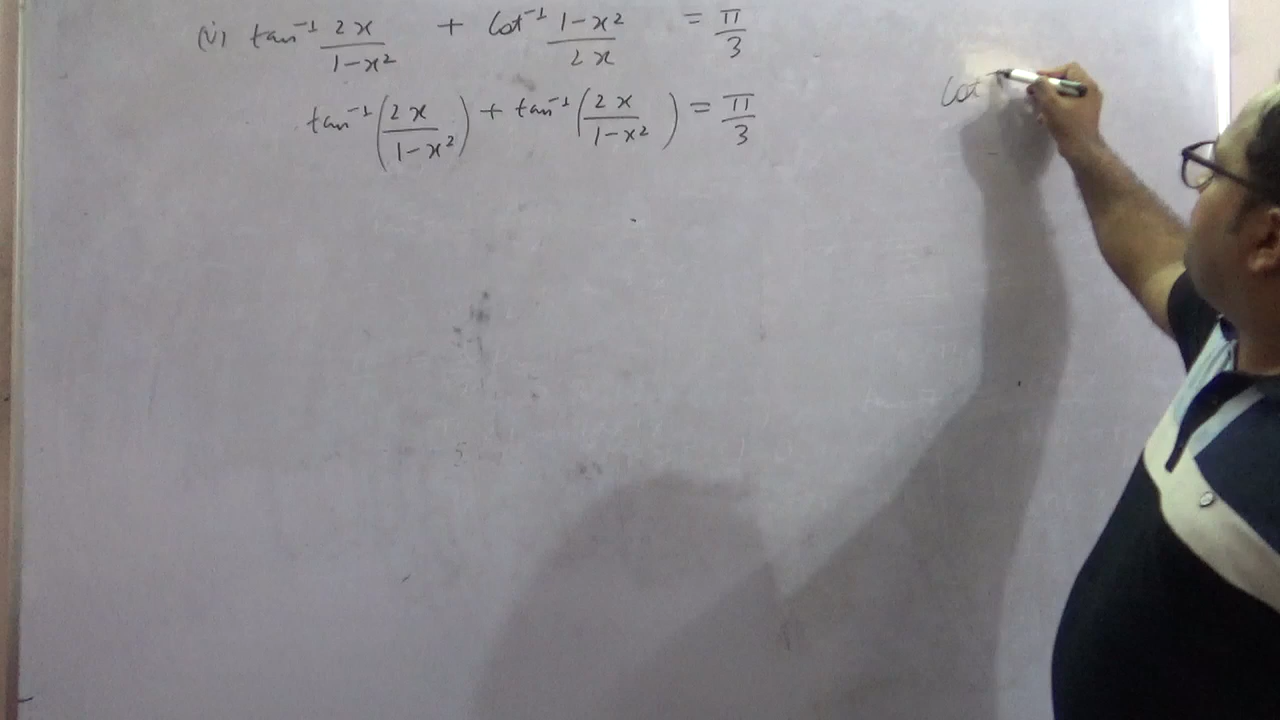 (v) tan⁻¹ 2x/1-x² + Cot⁻¹ 1-x²/2x = π/3
Cot
tan⁻¹(2x/1-x²) + tan⁻¹(2x/1-x²) = π/3